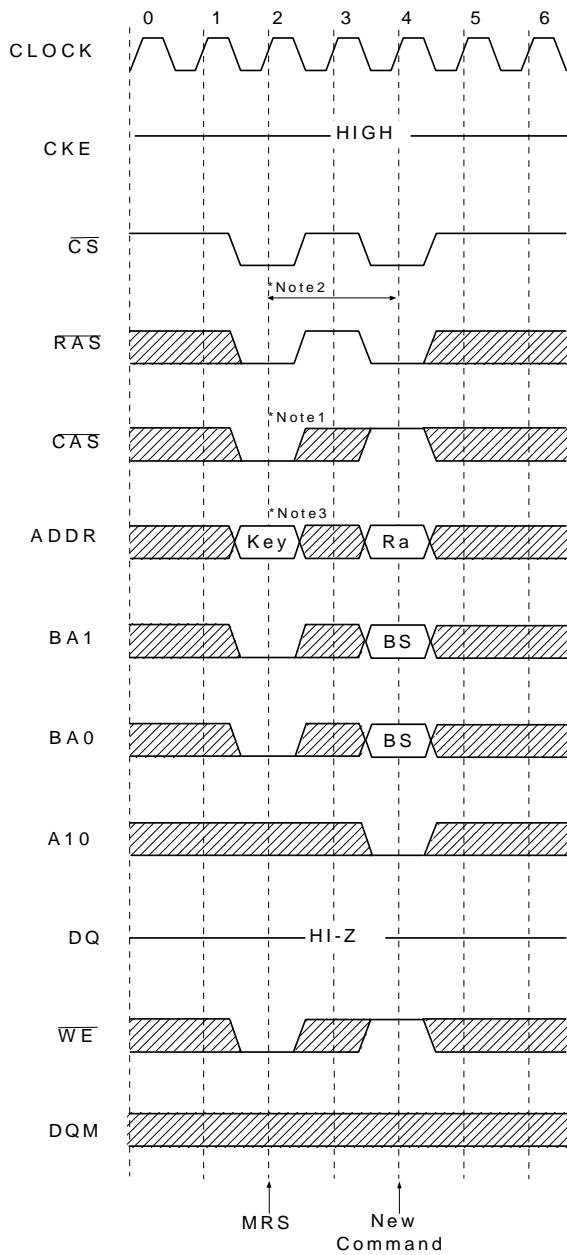 0 1 2 3 4 5 6
CLOCK
CKE
HIGH
CS
*Note2
RAS
*Note1
CAS
*Note3
ADDR
Key
Ra
BA1
BS
BA0
BS
A10
DQ
HI-Z
WE
DQM
MRS
New
Command